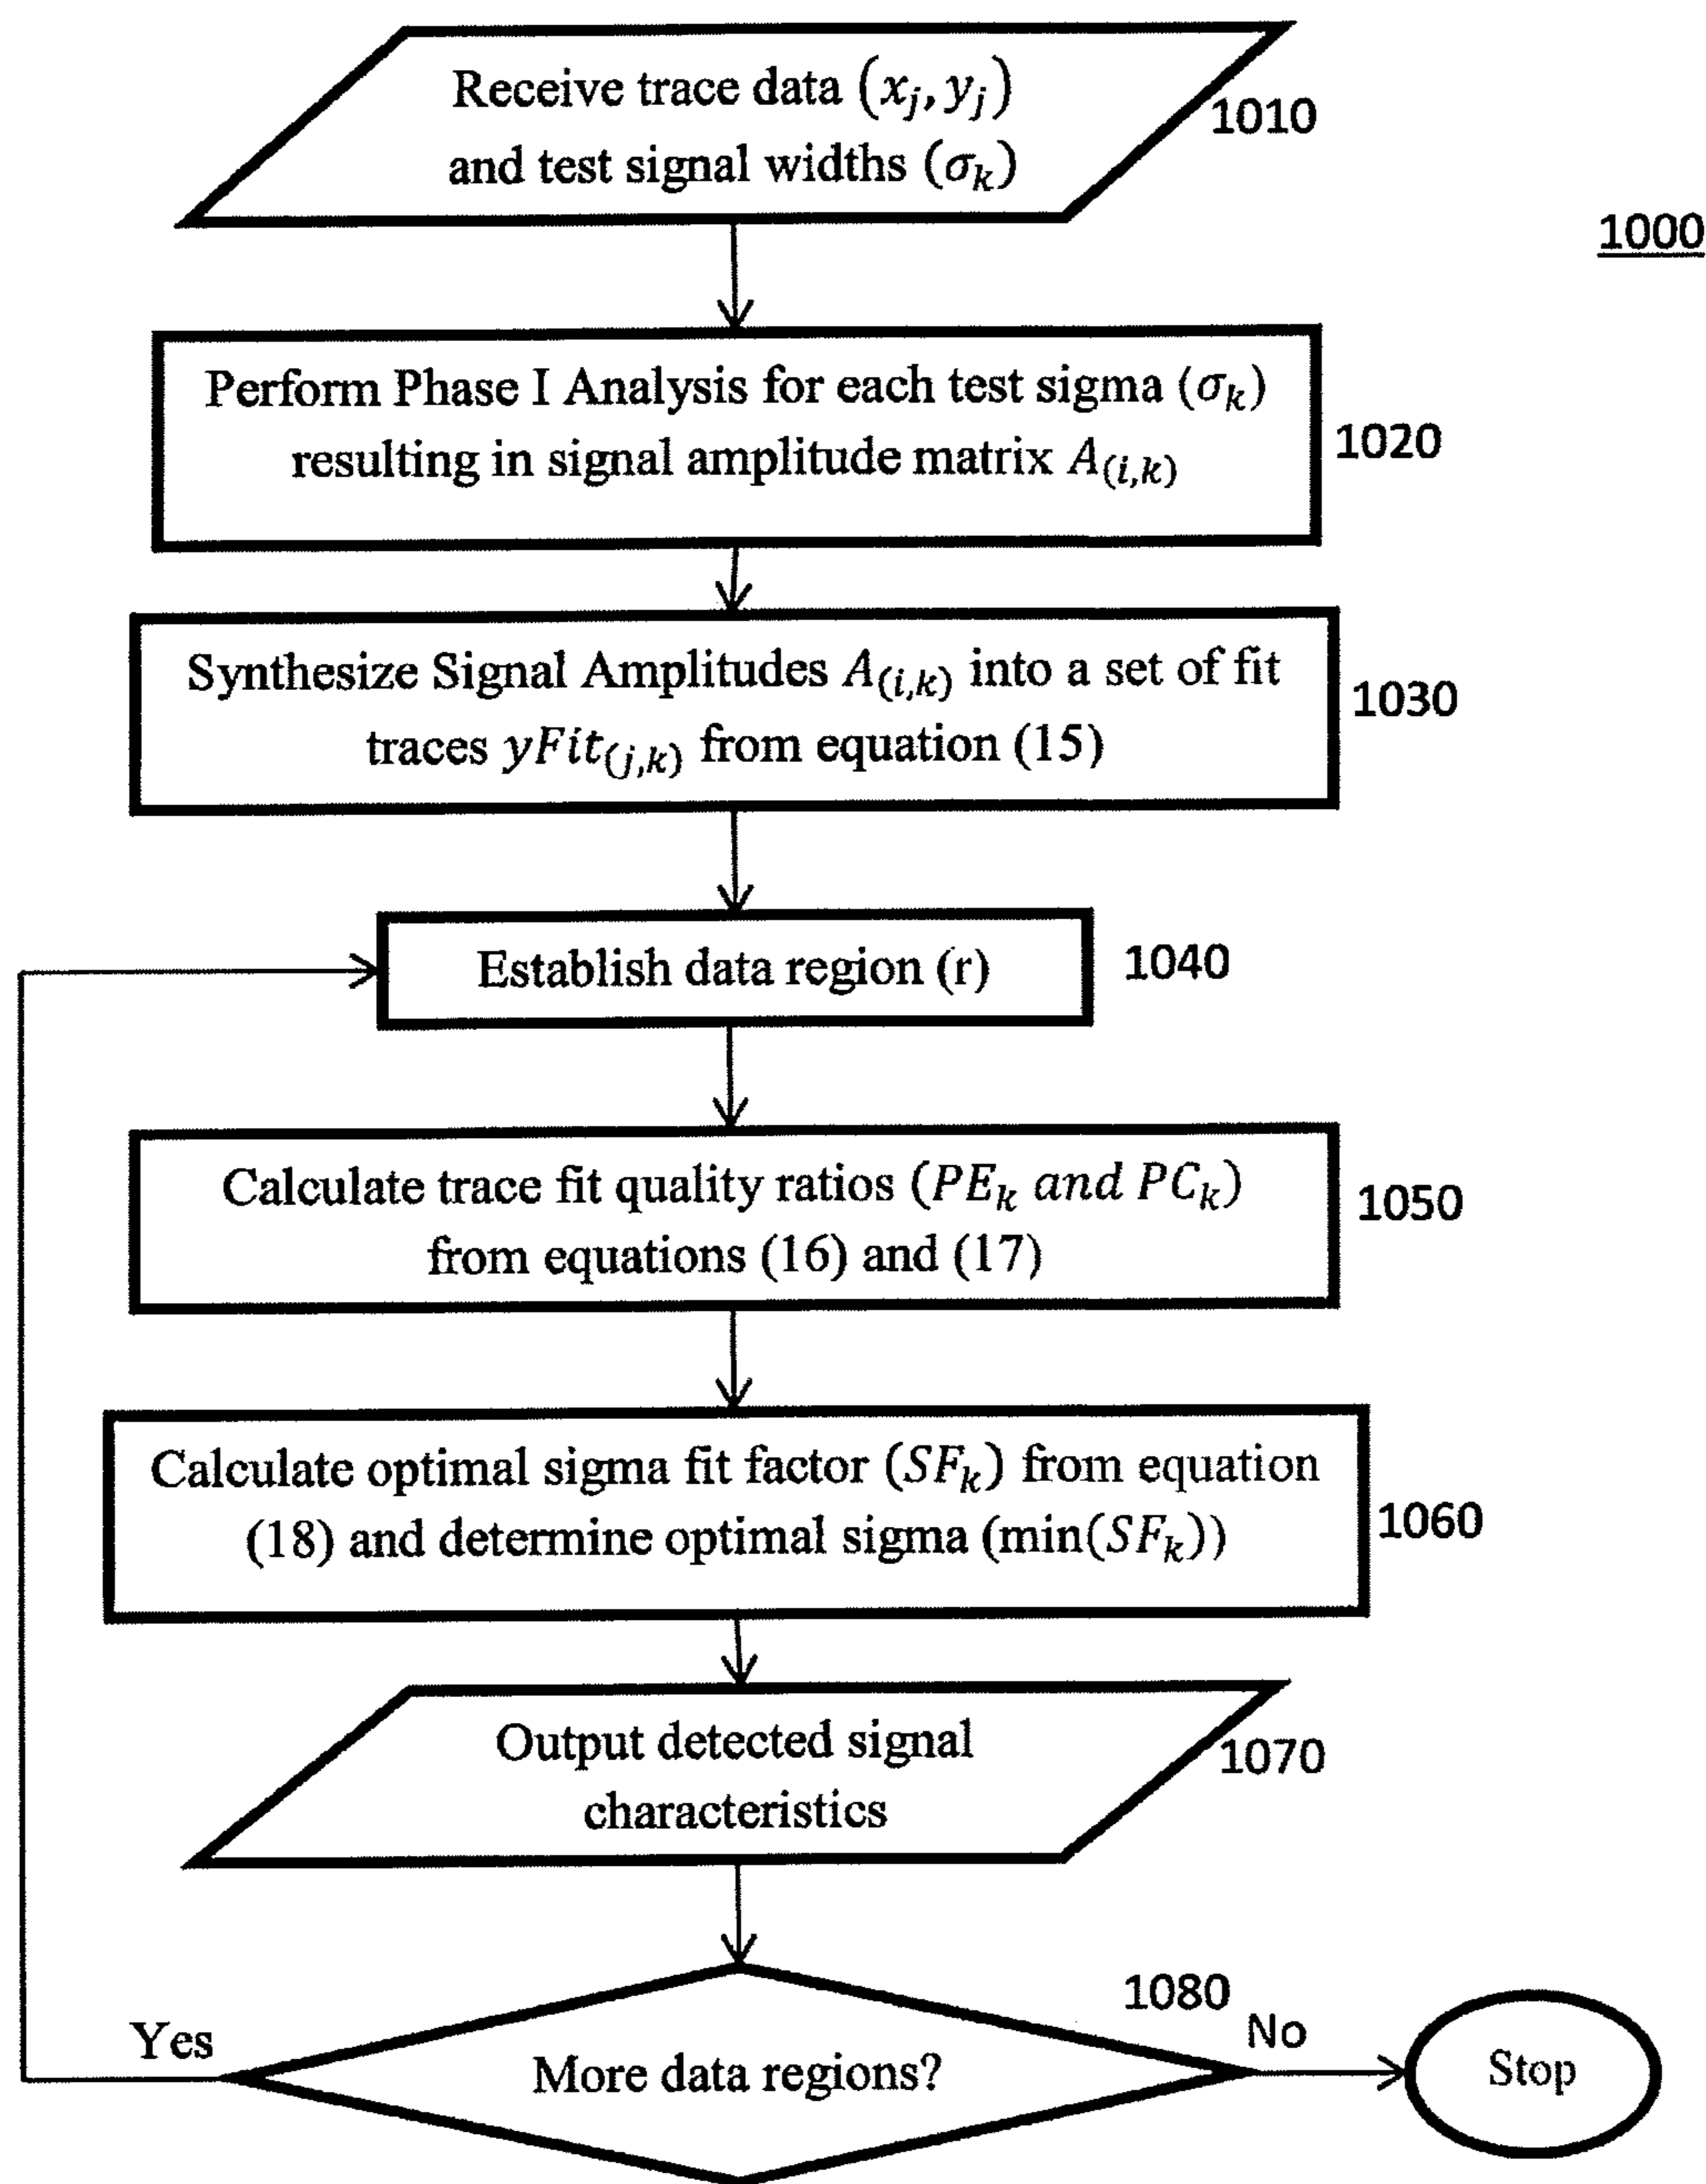 Receive trace data (xⱼ, yⱼ)
and test signal widths (σₖ)
1010
1000
Perform Phase I Analysis for each test sigma (σₖ)
resulting in signal amplitude matrix A₍ᵢ,ₖ₎
1020
Synthesize Signal Amplitudes A₍ᵢ,ₖ₎ into a set of fit
traces yFit₍ⱼ,ₖ₎ from equation (15)
1030
Establish data region (r)
1040
Calculate trace fit quality ratios (PEₖ and PCₖ)
from equations (16) and (17)
1050
Calculate optimal sigma fit factor (SFₖ) from equation
(18) and determine optimal sigma (min(SFₖ))
1060
Output detected signal
characteristics
1070
More data regions?
1080
Yes
No
Stop